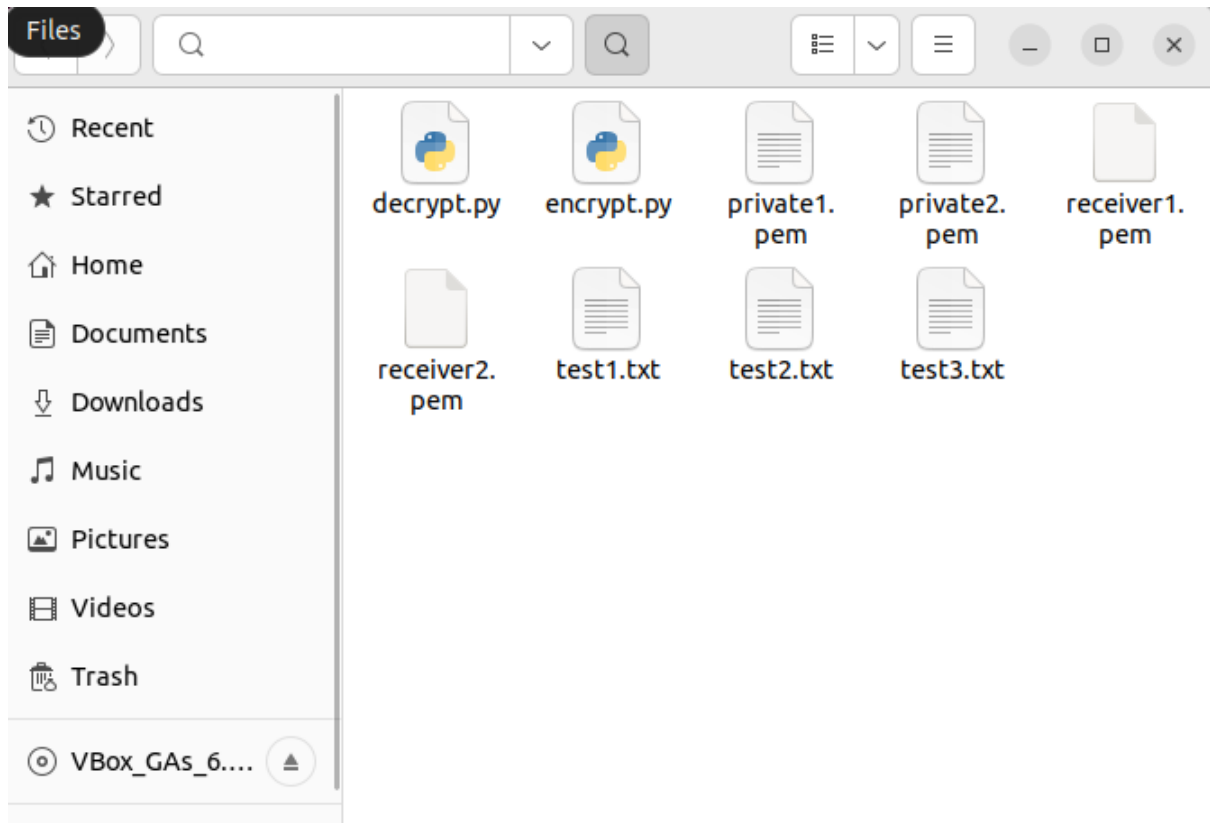 Files
Recent
Starred
Home
Documents
Downloads
Music
Pictures
Videos
Trash
VBox_GAs_6....
decrypt.py
encrypt.py
private1.
pem
private2.
pem
receiver1.
pem
receiver2.
pem
test1.txt
test2.txt
test3.txt